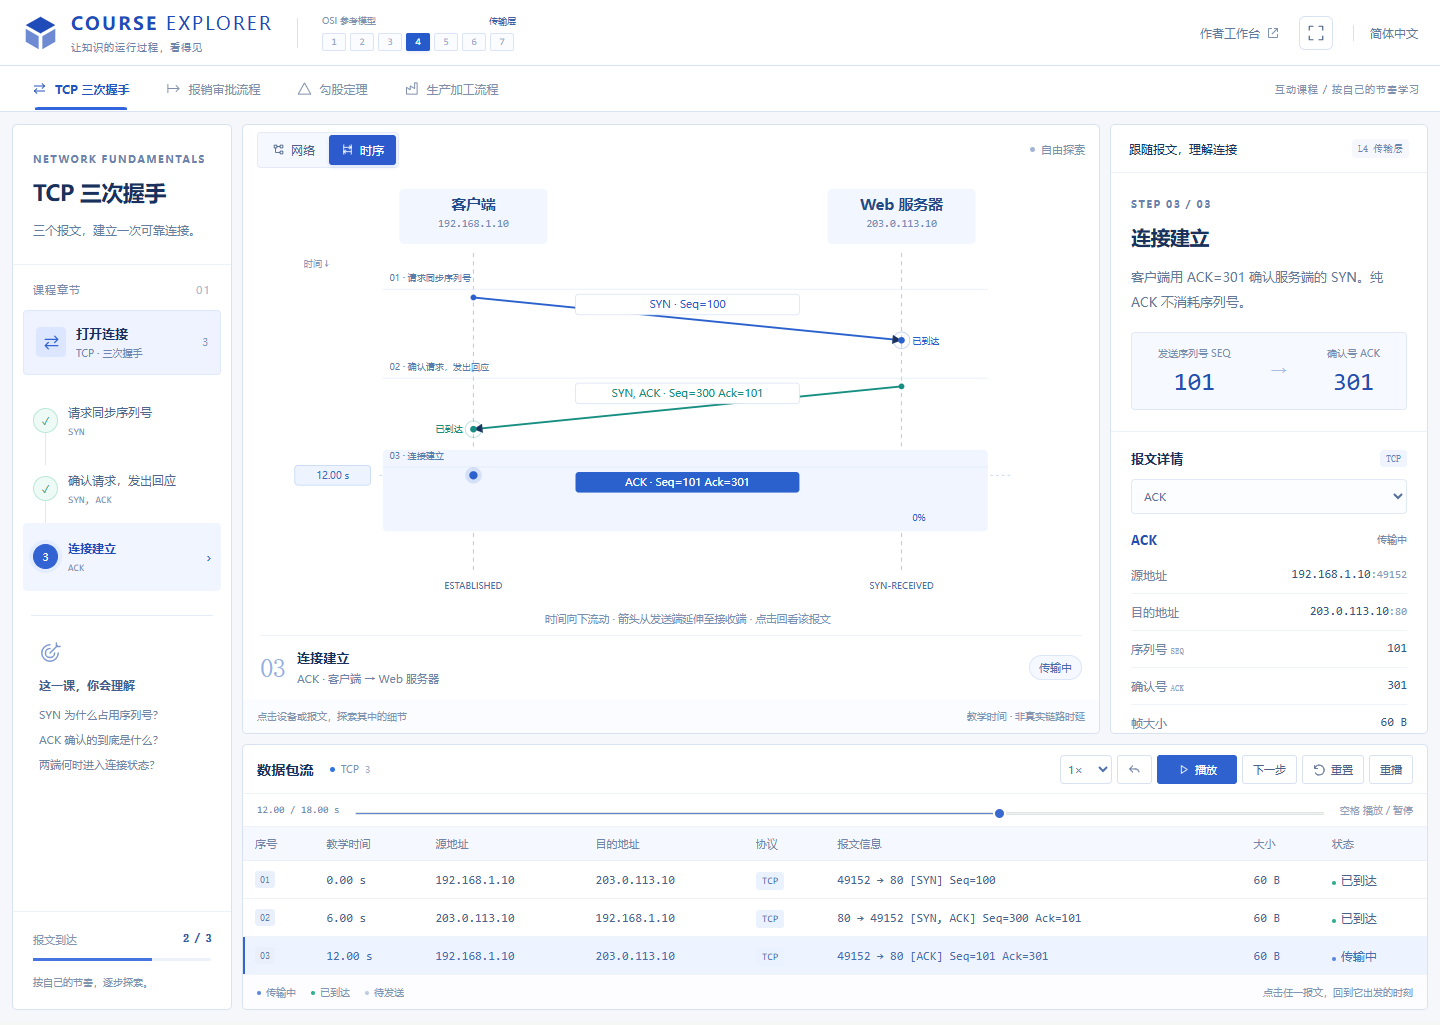 COURSE EXPLORER
让知识的运行过程，看得见
OSI 参考模型 传输层
1 2 3 4 5 6 7
作者工作台
简体中文
TCP 三次握手
报销审批流程
勾股定理
生产加工流程
互动课程 / 按自己的节奏学习
NETWORK FUNDAMENTALS
TCP 三次握手
三个报文，建立一次可靠连接。
课程章节 01
打开连接
TCP · 三次握手
3
请求同步序列号
SYN
确认请求，发出回应
SYN, ACK
3
连接建立
ACK
这一课，你会理解
SYN 为什么占用序列号？
ACK 确认的到底是什么？
两端何时进入连接状态？
报文到达 2 / 3
按自己的节奏，逐步探索。
网络
时序
自由探索
客户端
192.168.1.10
Web 服务器
203.0.113.10
时间↓
01 · 请求同步序列号
SYN · Seq=100
已到达
02 · 确认请求，发出回应
SYN, ACK · Seq=300 Ack=101
已到达
03 · 连接建立
12.00 s
ACK · Seq=101 Ack=301
0%
ESTABLISHED
SYN-RECEIVED
时间向下流动 · 箭头从发送端延伸至接收端 · 点击回看该报文
03
连接建立
ACK · 客户端 → Web 服务器
传输中
点击设备或报文，探索其中的细节
教学时间 · 非真实链路时延
跟随报文，理解连接
L4 传输层
STEP 03 / 03
连接建立
客户端用 ACK=301 确认服务端的 SYN。纯
ACK 不消耗序列号。
发送序列号 SEQ
101
→
确认号 ACK
301
报文详情 TCP
ACK
ACK 传输中
源地址 192.168.1.10:49152
目的地址 203.0.113.10:80
序列号 SEQ 101
确认号 ACK 301
帧大小 60 B
数据包流
TCP 3
1×
播放
下一步
重置
重播
12.00 / 18.00 s
空格 播放 / 暂停
序号 教学时间 源地址 目的地址 协议 报文信息 大小 状态
01 0.00 s 192.168.1.10 203.0.113.10 TCP 49152 → 80 [SYN] Seq=100 60 B 已到达
02 6.00 s 203.0.113.10 192.168.1.10 TCP 80 → 49152 [SYN, ACK] Seq=300 Ack=101 60 B 已到达
03 12.00 s 192.168.1.10 203.0.113.10 TCP 49152 → 80 [ACK] Seq=101 Ack=301 60 B 传输中
传输中 已到达 待发送
点击任一报文，回到它出发的时刻